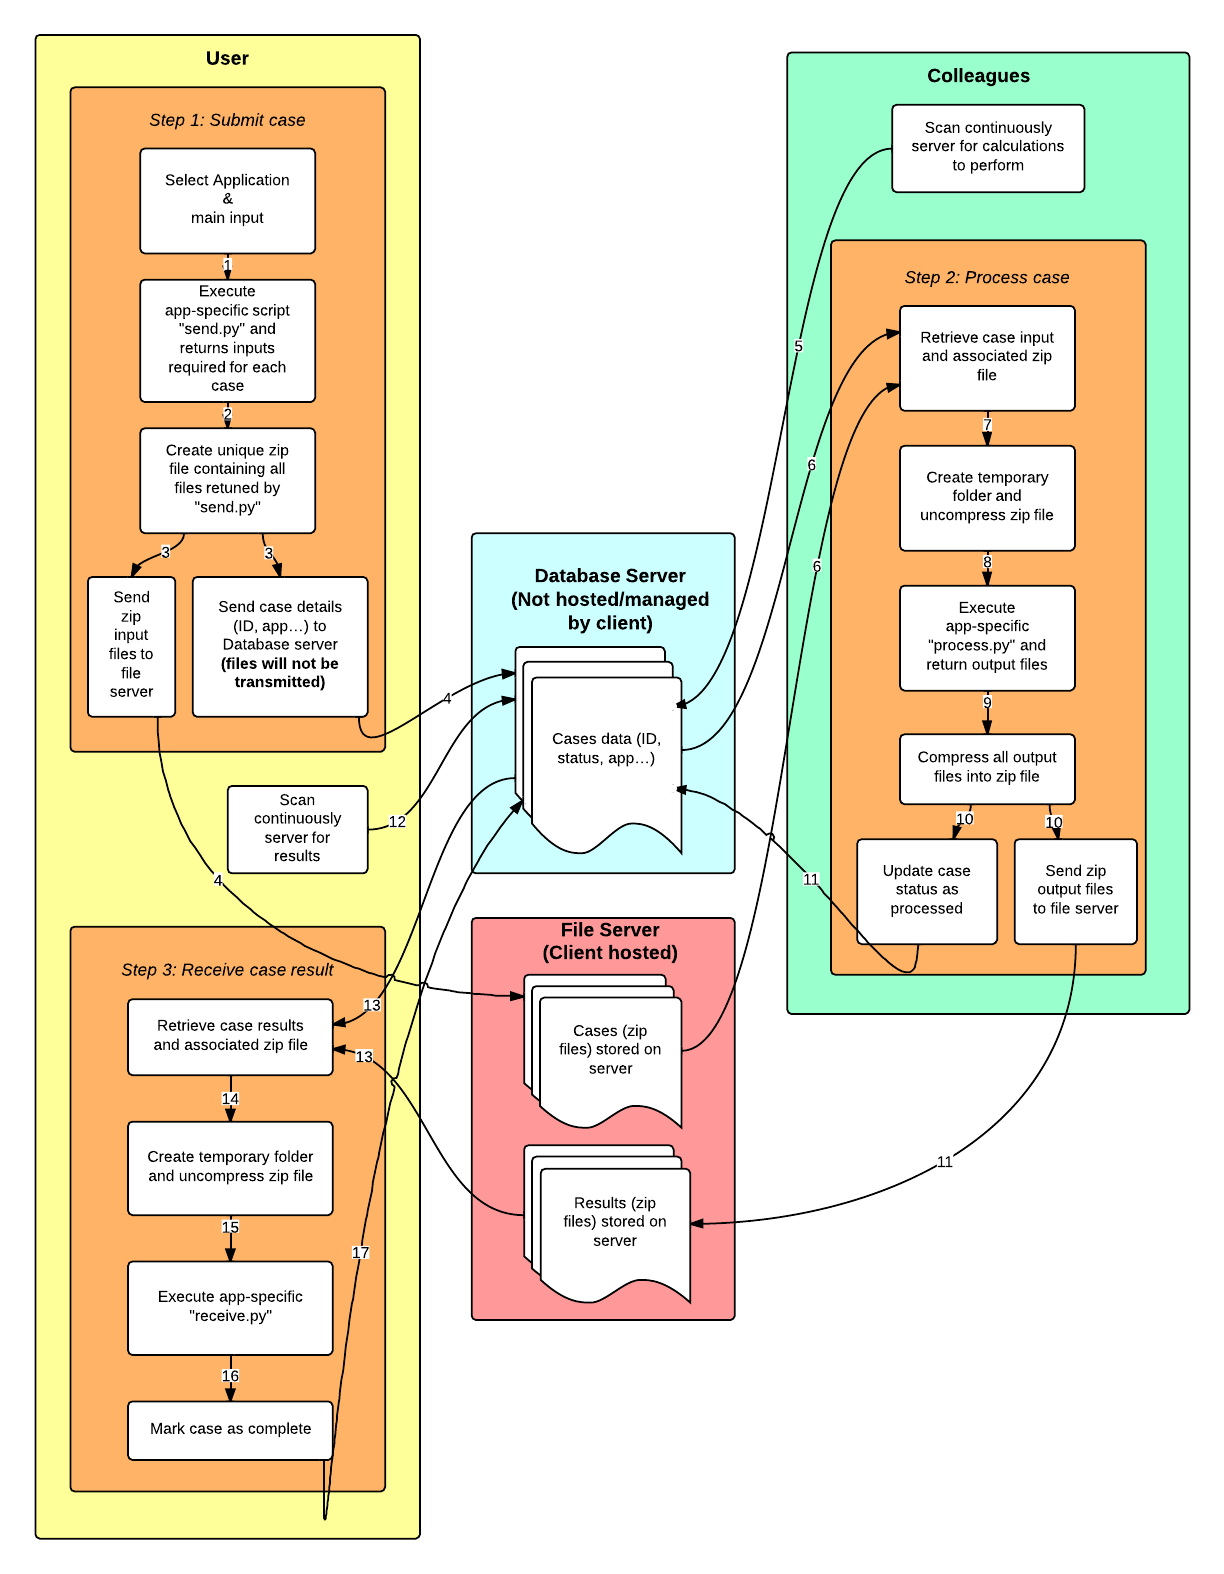 User
Step 1: Submit case
Select Application
&
main input
1
Execute
app-specific script
"send.py" and
returns inputs
required for each
case
2
Create unique zip
file containing all
files retuned by
"send.py"
3
3
Send
zip
input
files to
file
server
Send case details
(ID, app...) to
Database server
(files will not be
transmitted)
4
4
Scan
continuously
server for
results
12
Step 3: Receive case result
Retrieve case results
and associated zip file
13
13
14
Create temporary folder
and uncompress zip file
15
Execute app-specific
"receive.py"
16
Mark case as complete
17
Database Server
(Not hosted/managed
by client)
Cases data (ID,
status, app...)
File Server
(Client hosted)
Cases (zip
files) stored on
server
Results (zip
files) stored on
server
Colleagues
Scan continuously
server for calculations
to perform
5
6
6
Step 2: Process case
Retrieve case input
and associated zip
file
7
Create temporary
folder and
uncompress zip file
8
Execute
app-specific
"process.py" and
return output files
9
Compress all output
files into zip file
10
10
Update case
status as
processed
Send zip
output files
to file server
11
11